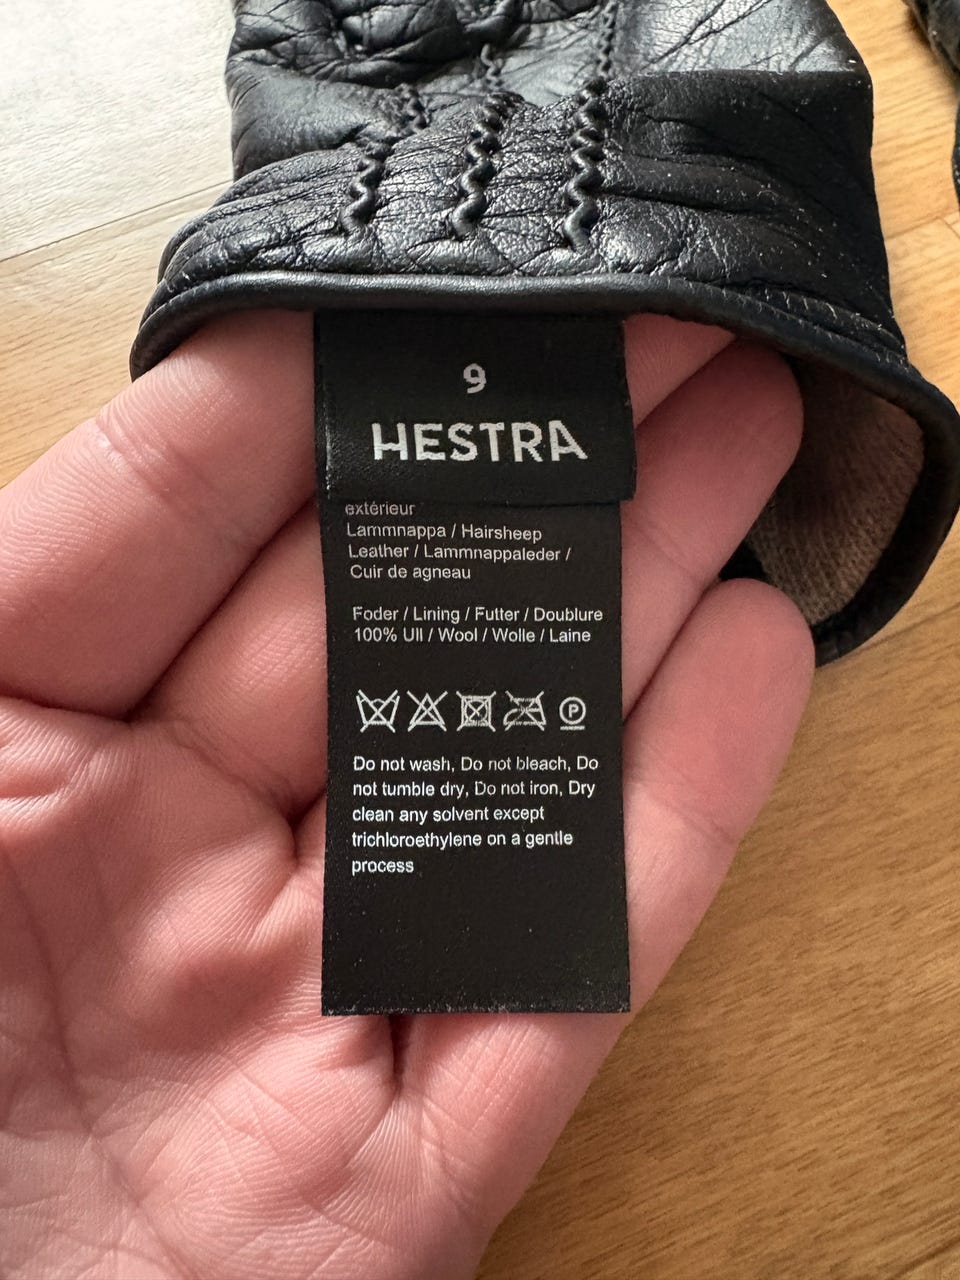 9
HESTRA
extérieur
Lammnappa / Hairsheep
Leather / Lammnappaleder /
Cuir de agneau
Foder / Lining / Futter / Doublure
100% Ull / Wool / Wolle / Laine
P
Do not wash, Do not bleach, Do
not tumble dry, Do not iron, Dry
clean any solvent except
trichloroethylene on a gentle
process